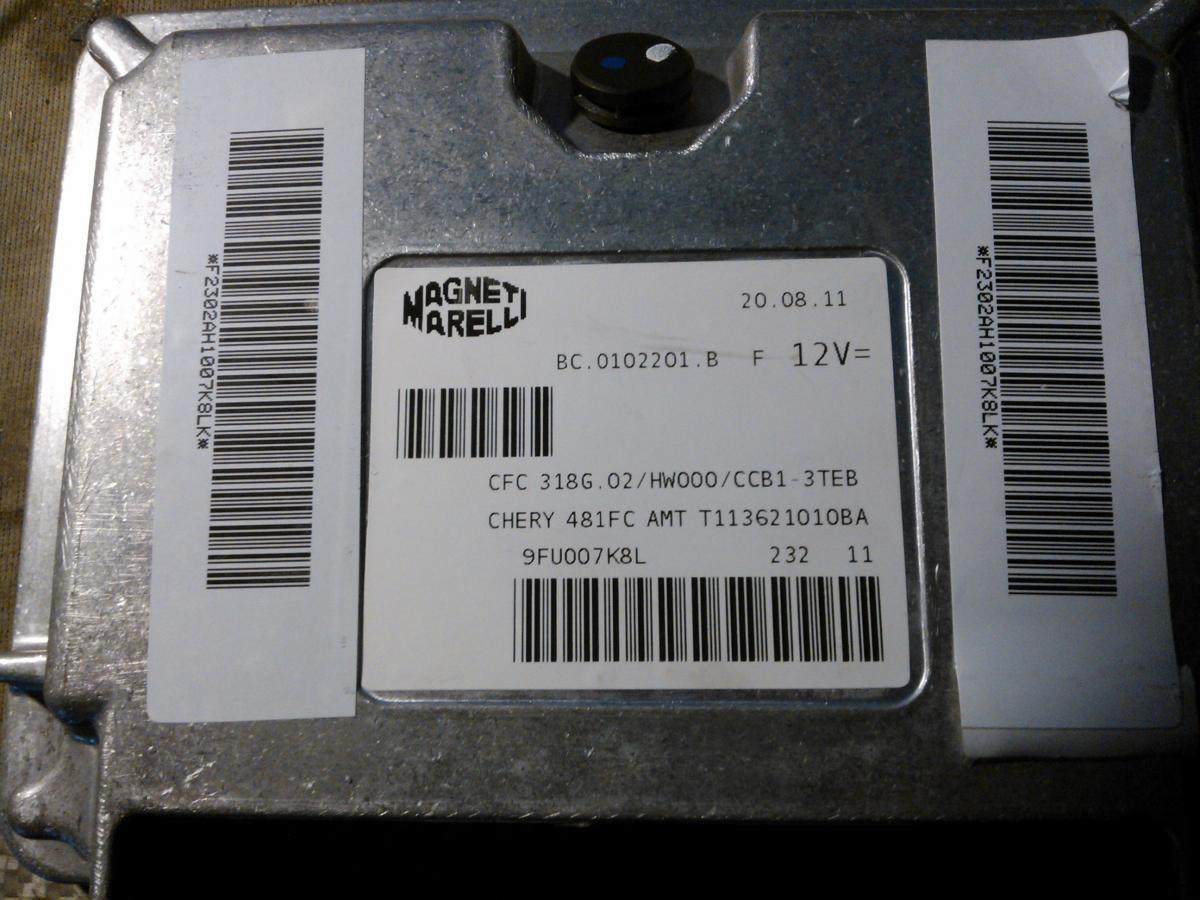 *F2302AH1007K8LK*
MAGNETI
MARELLI
20.08.11
BC.0102201.B F 12V=
CFC 318G.02/HW000/CCB1-3TEB
CHERY 481FC AMT T113621010BA
9FU007K8L 232 11
*F2302AH1007K8LK*